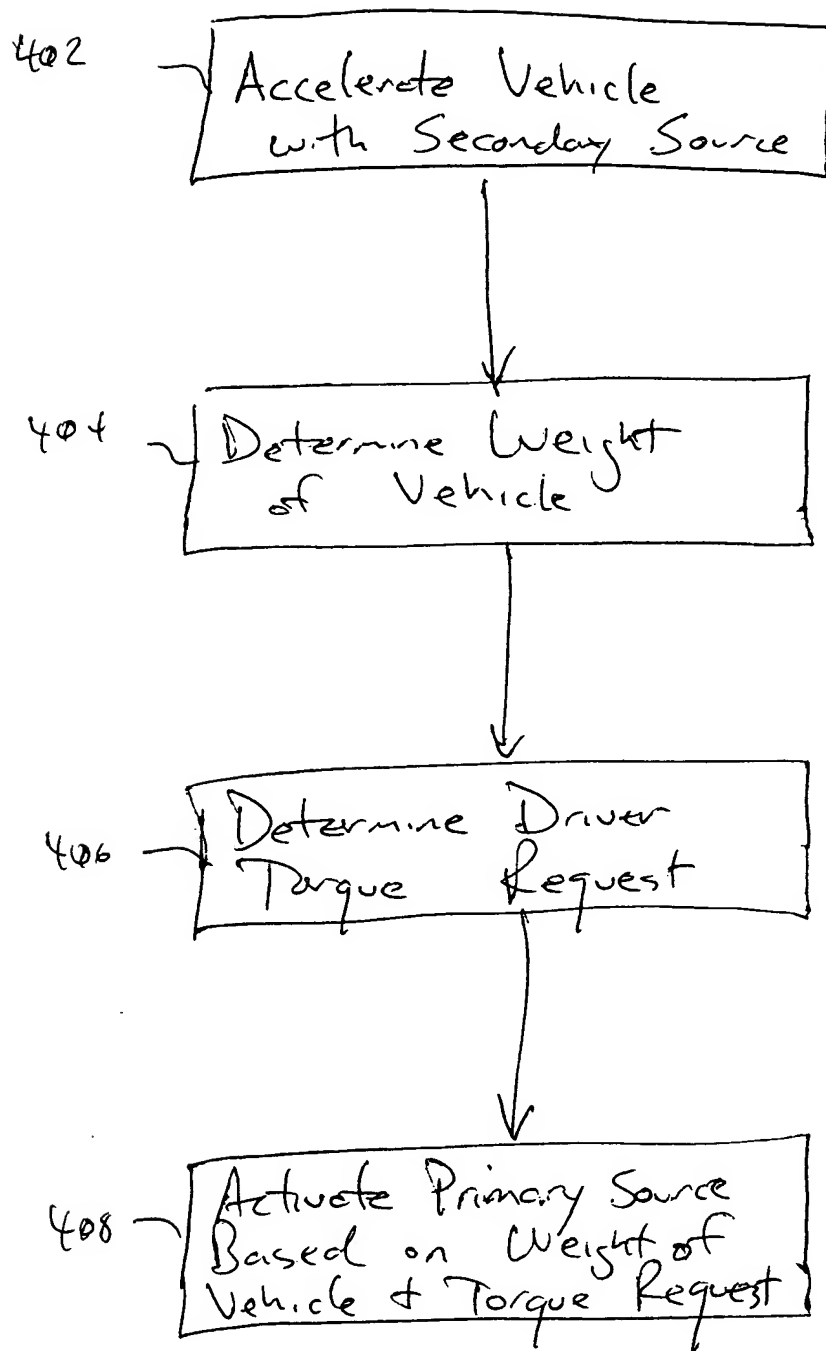 402
Accelerate Vehicle
with Secondary Source
404
Determine Weight
of Vehicle
406
Determine Driver
Torque Request
408
Activate Primary Source
Based on Weight of
Vehicle & Torque Request